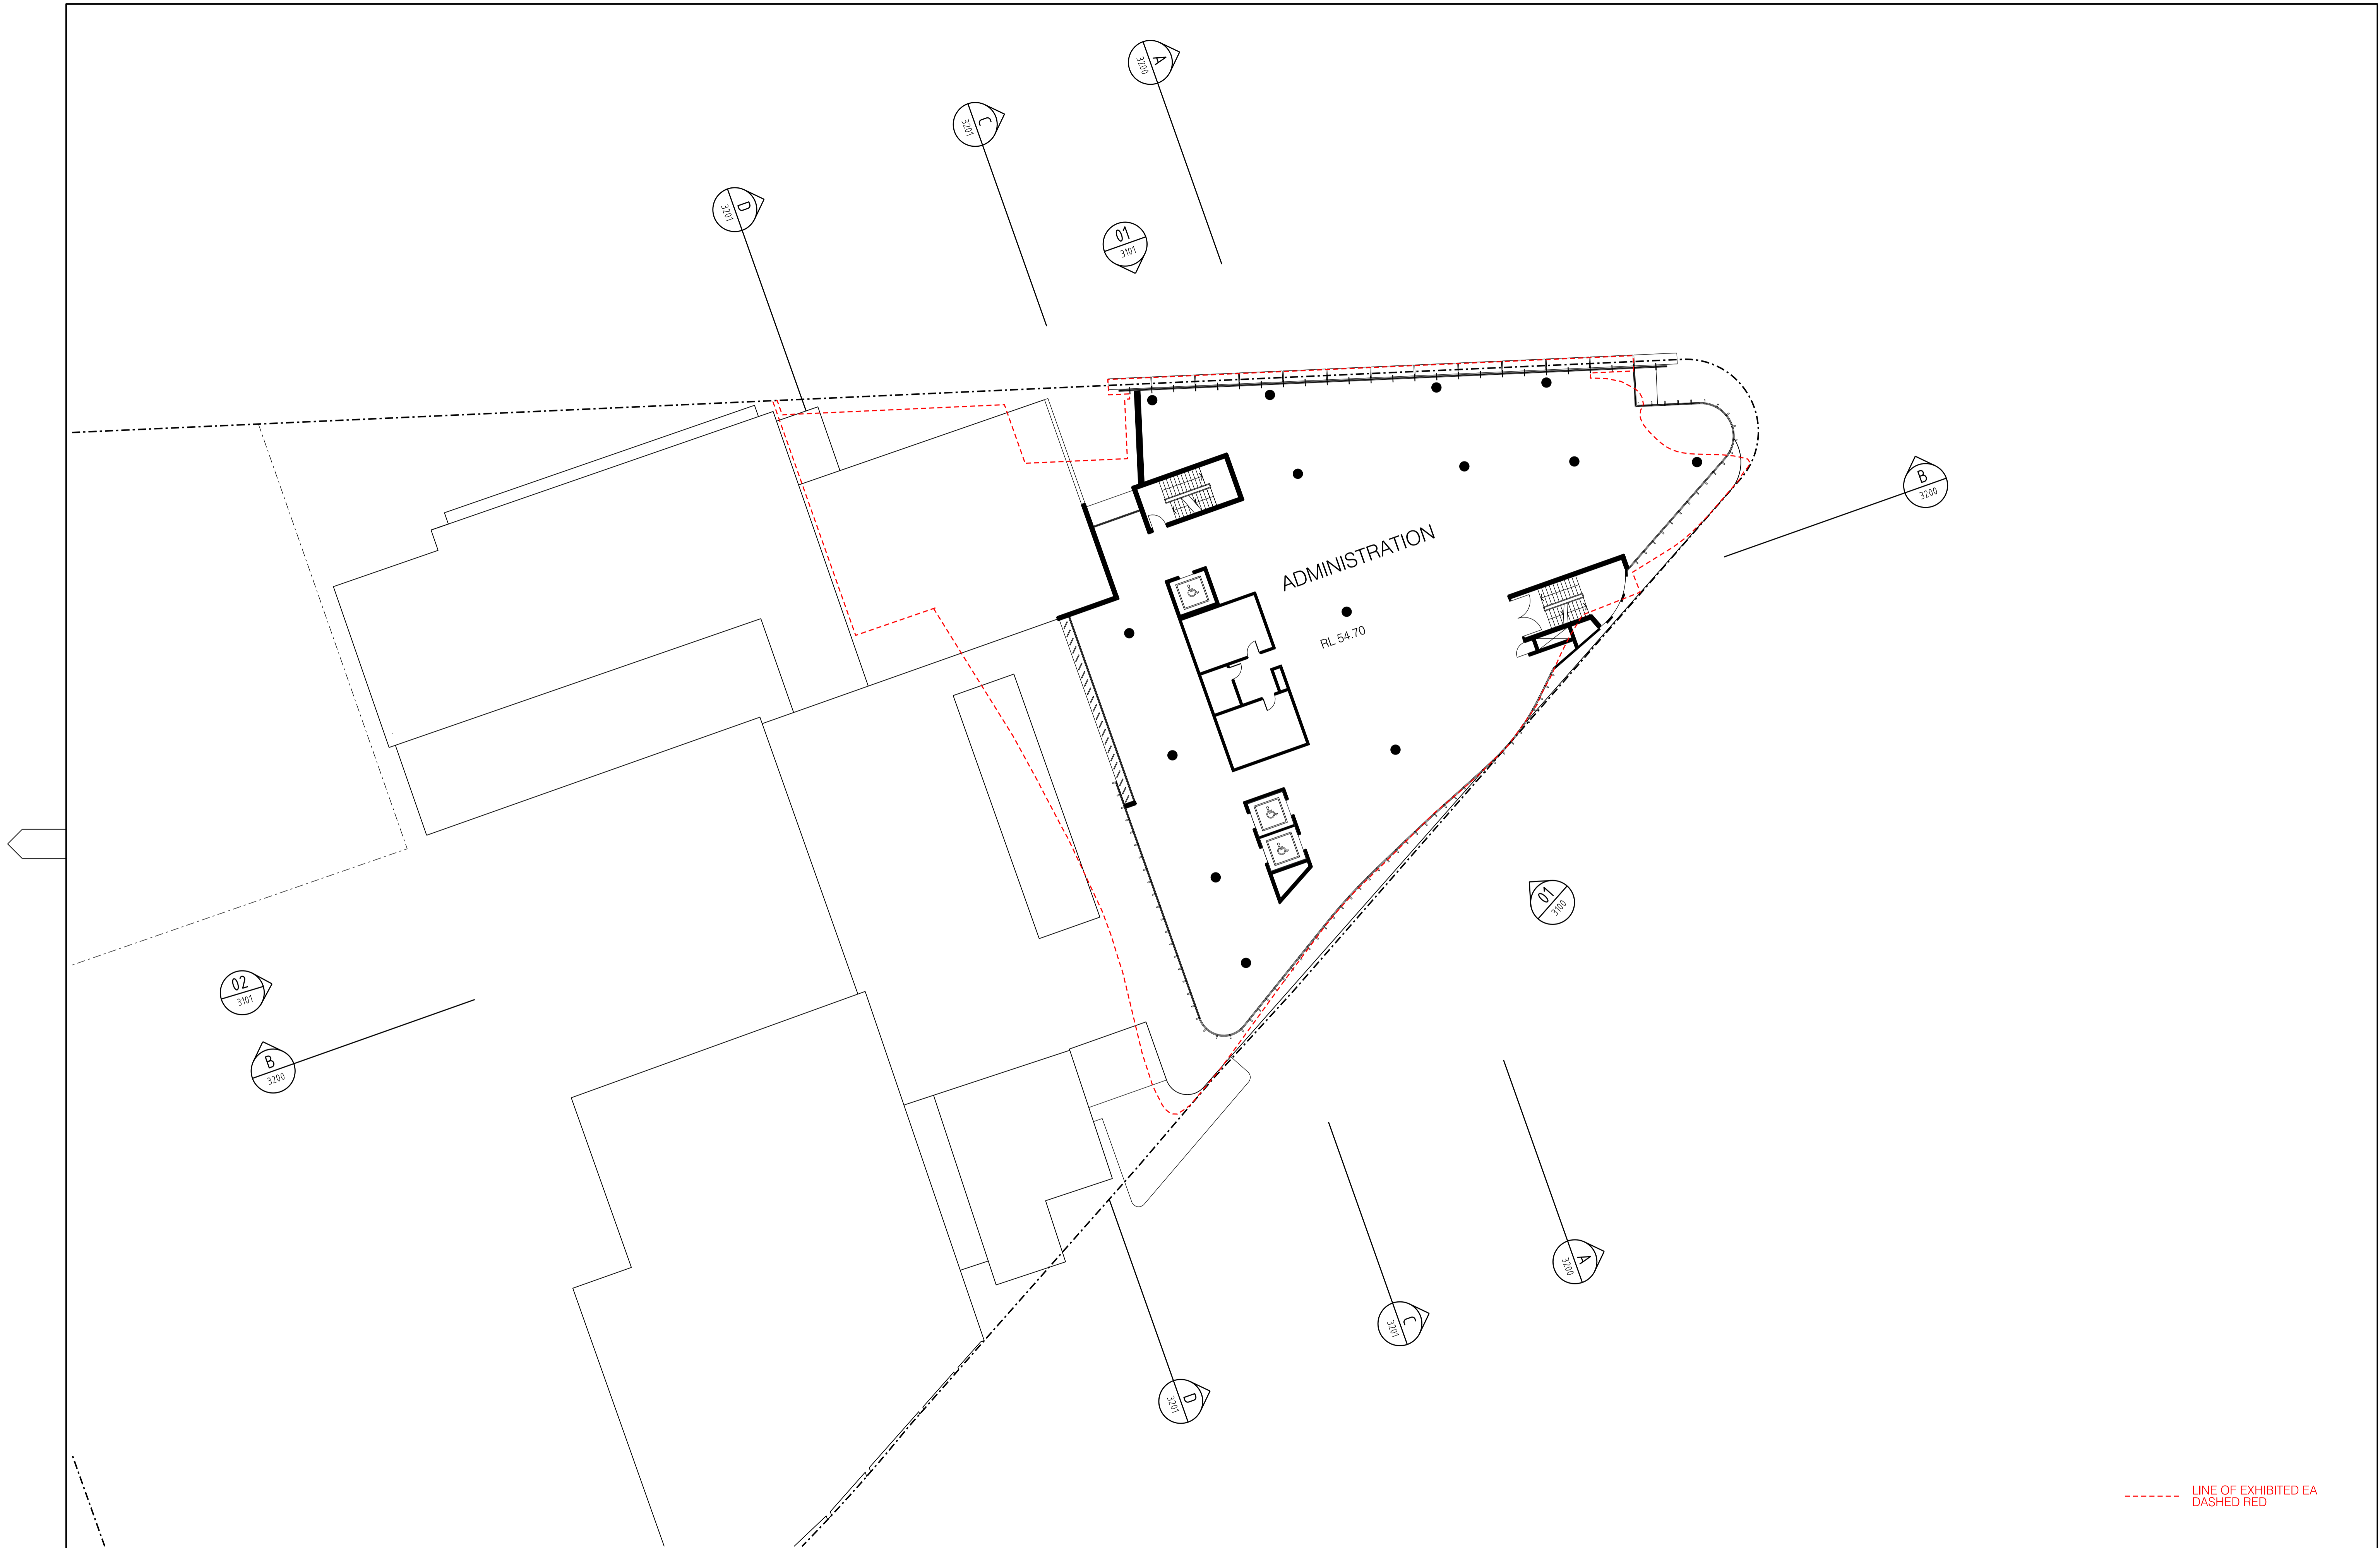 A
3200
C
3201
D
3201
01
3101
B
3200
ADMINISTRATION
RL 54.70
01
3100
02
3101
B
3200
A
3200
C
3201
D
3201
LINE OF EXHIBITED EA
DASHED RED